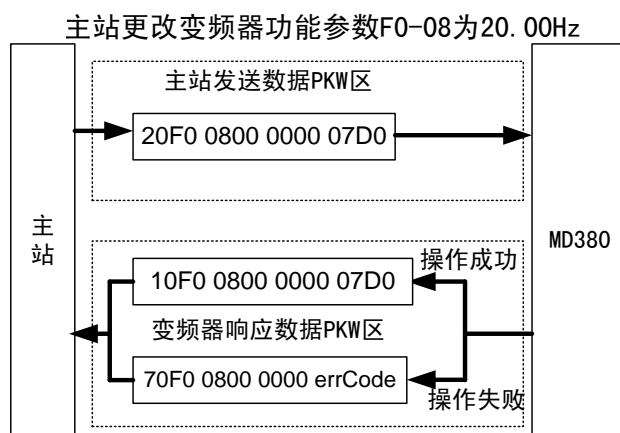 主站更改变频器功能参数F0-08为20.00Hz
主站发送数据PKW区
20F0 0800 0000 07D0
主站
MD380
操作成功
10F0 0800 0000 07D0
变频器响应数据PKW区
70F0 0800 0000 errCode
操作失败